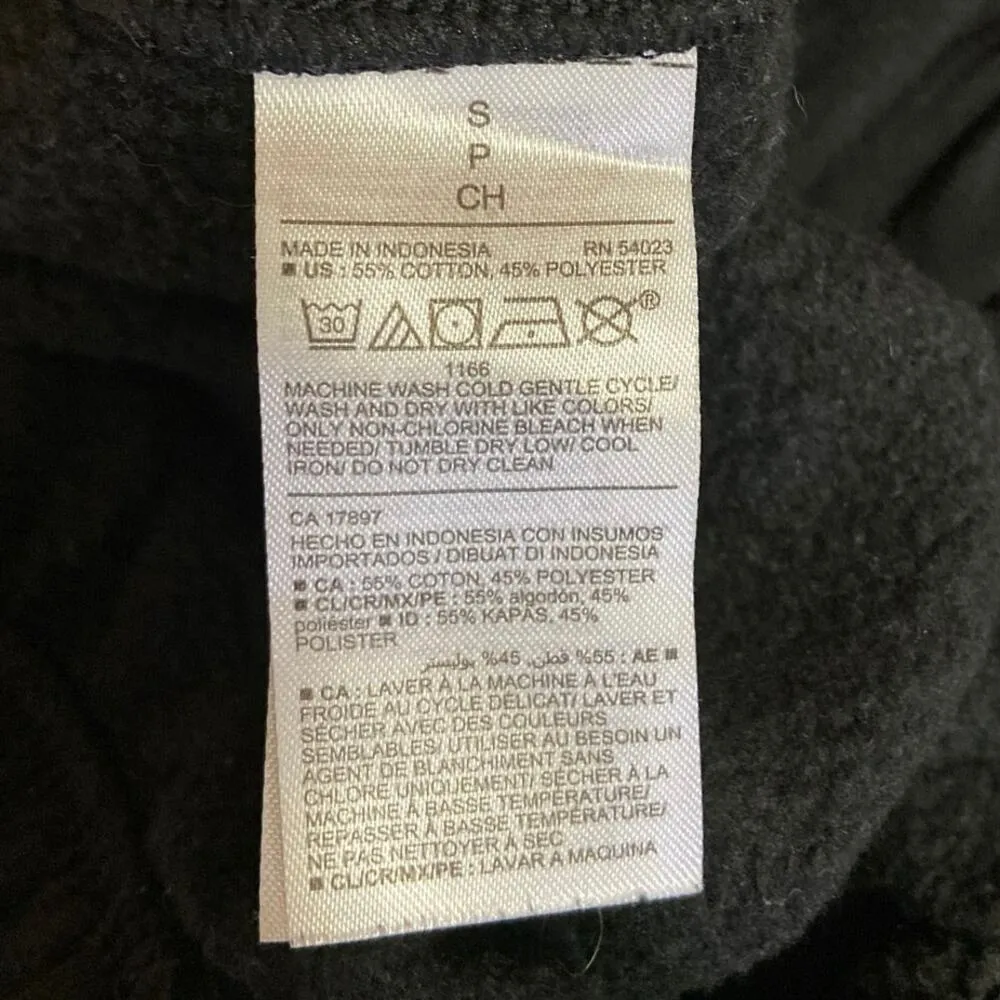 S
P
CH
MADE IN INDONESIA RN 54023
■ US : 55% COTTON, 45% POLYESTER
30 ®
1166
MACHINE WASH COLD GENTLE CYCLE/
WASH AND DRY WITH LIKE COLORS/
ONLY NON-CHLORINE BLEACH WHEN
NEEDED/ TUMBLE DRY LOW/ COOL
IRON/ DO NOT DRY CLEAN
CA 17897
HECHO EN INDONESIA CON INSUMOS
IMPORTADOS / DIBUAT DI INDONESIA
■ CA : 55% COTON, 45% POLYESTER
■ CL/CR/MX/PE : 55% algodón, 45%
poliéster ■ ID : 55% KAPAS, 45%
POLISTER
■ AE : 55% قطن, 45% بوليستر
■ CA : LAVER À LA MACHINE À L'EAU
FROIDE AU CYCLE DÉLICAT/ LAVER ET
SÉCHER AVEC DES COULEURS
SEMBLABLES/ UTILISER AU BESOIN UN
AGENT DE BLANCHIMENT SANS
CHLORE UNIQUEMENT/ SÉCHER À LA
MACHINE À BASSE TEMPÉRATURE/
REPASSER À BASSE TEMPÉRATURE/
NE PAS NETTOYER À SEC
■ CL/CR/MX/PE : LAVAR A MAQUINA